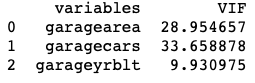 variables VIF
0 garagearea 28.954657
1 garagecars 33.658878
2 garageyrblt 9.930975